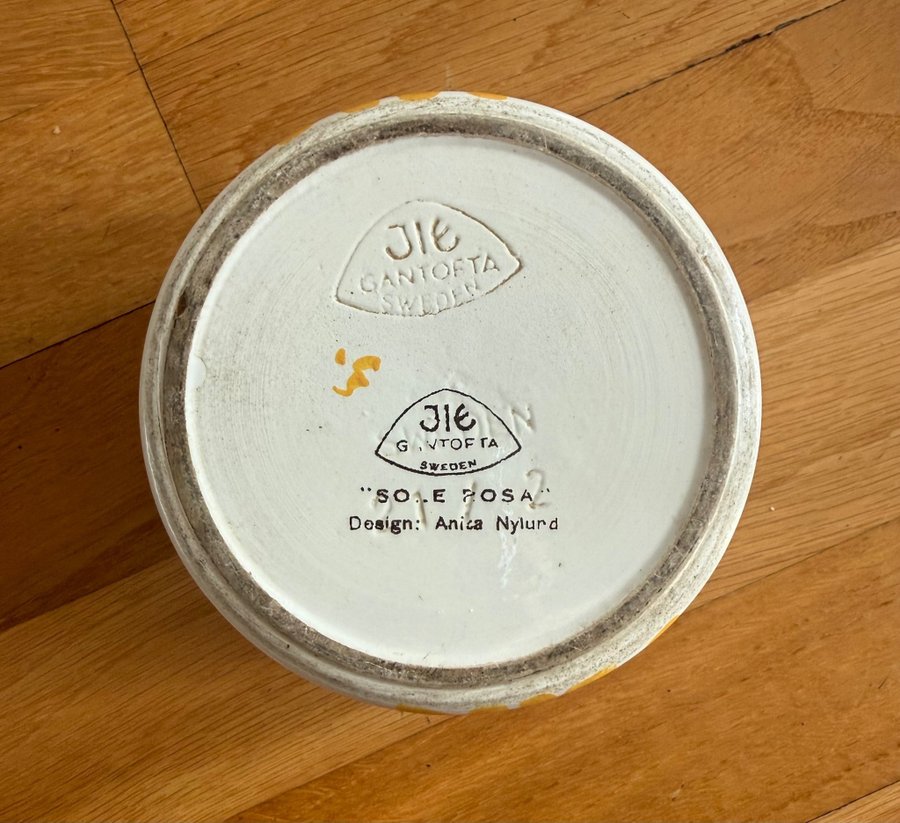 JIE
GANTOFTA
SWEDEN
JIE
GANTOFTA
SWEDEN
"SOLE ROSA"
Design: Anita Nylund